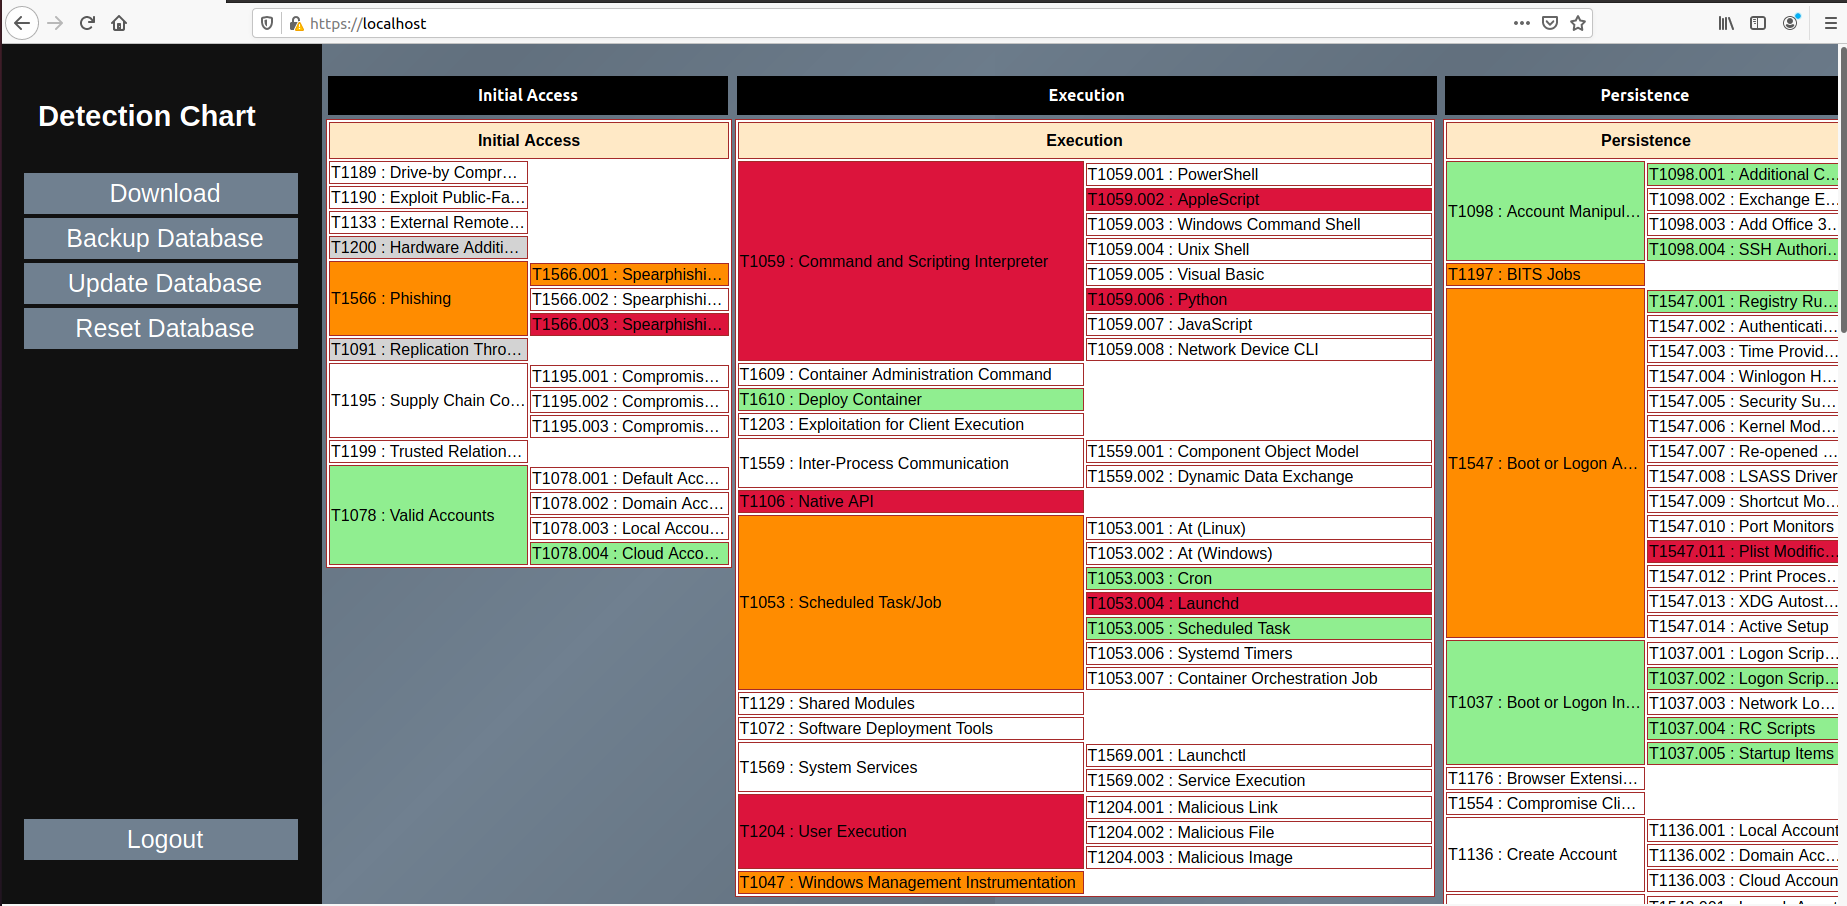 https://localhost
Detection Chart
Download
Backup Database
Update Database
Reset Database
Logout
Initial Access
Initial Access
T1189 : Drive-by Compr...
T1190 : Exploit Public-Fa...
T1133 : External Remote...
T1200 : Hardware Additi...
T1566 : Phishing
T1566.001 : Spearphishi...
T1566.002 : Spearphishi...
T1566.003 : Spearphishi...
T1091 : Replication Thro...
T1195 : Supply Chain Co...
T1195.001 : Compromis...
T1195.002 : Compromis...
T1195.003 : Compromis...
T1199 : Trusted Relation...
T1078 : Valid Accounts
T1078.001 : Default Acc...
T1078.002 : Domain Acc...
T1078.003 : Local Accou...
T1078.004 : Cloud Acco...
Execution
Execution
T1059 : Command and Scripting Interpreter
T1059.001 : PowerShell
T1059.002 : AppleScript
T1059.003 : Windows Command Shell
T1059.004 : Unix Shell
T1059.005 : Visual Basic
T1059.006 : Python
T1059.007 : JavaScript
T1059.008 : Network Device CLI
T1609 : Container Administration Command
T1610 : Deploy Container
T1203 : Exploitation for Client Execution
T1559 : Inter-Process Communication
T1559.001 : Component Object Model
T1559.002 : Dynamic Data Exchange
T1106 : Native API
T1053 : Scheduled Task/Job
T1053.001 : At (Linux)
T1053.002 : At (Windows)
T1053.003 : Cron
T1053.004 : Launchd
T1053.005 : Scheduled Task
T1053.006 : Systemd Timers
T1053.007 : Container Orchestration Job
T1129 : Shared Modules
T1072 : Software Deployment Tools
T1569 : System Services
T1569.001 : Launchctl
T1569.002 : Service Execution
T1204 : User Execution
T1204.001 : Malicious Link
T1204.002 : Malicious File
T1204.003 : Malicious Image
T1047 : Windows Management Instrumentation
Persistence
Persistence
T1098 : Account Manipul...
T1098.001 : Additional C...
T1098.002 : Exchange E...
T1098.003 : Add Office 3...
T1098.004 : SSH Authori...
T1197 : BITS Jobs
T1547 : Boot or Logon A...
T1547.001 : Registry Ru...
T1547.002 : Authenticati...
T1547.003 : Time Provid...
T1547.004 : Winlogon H...
T1547.005 : Security Su...
T1547.006 : Kernel Mod...
T1547.007 : Re-opened ...
T1547.008 : LSASS Driver
T1547.009 : Shortcut Mo...
T1547.010 : Port Monitors
T1547.011 : Plist Modific...
T1547.012 : Print Proces...
T1547.013 : XDG Autost...
T1547.014 : Active Setup
T1037 : Boot or Logon In...
T1037.001 : Logon Scrip...
T1037.002 : Logon Scrip...
T1037.003 : Network Lo...
T1037.004 : RC Scripts
T1037.005 : Startup Items
T1176 : Browser Extensi...
T1554 : Compromise Cli...
T1136 : Create Account
T1136.001 : Local Account
T1136.002 : Domain Acc...
T1136.003 : Cloud Accoun